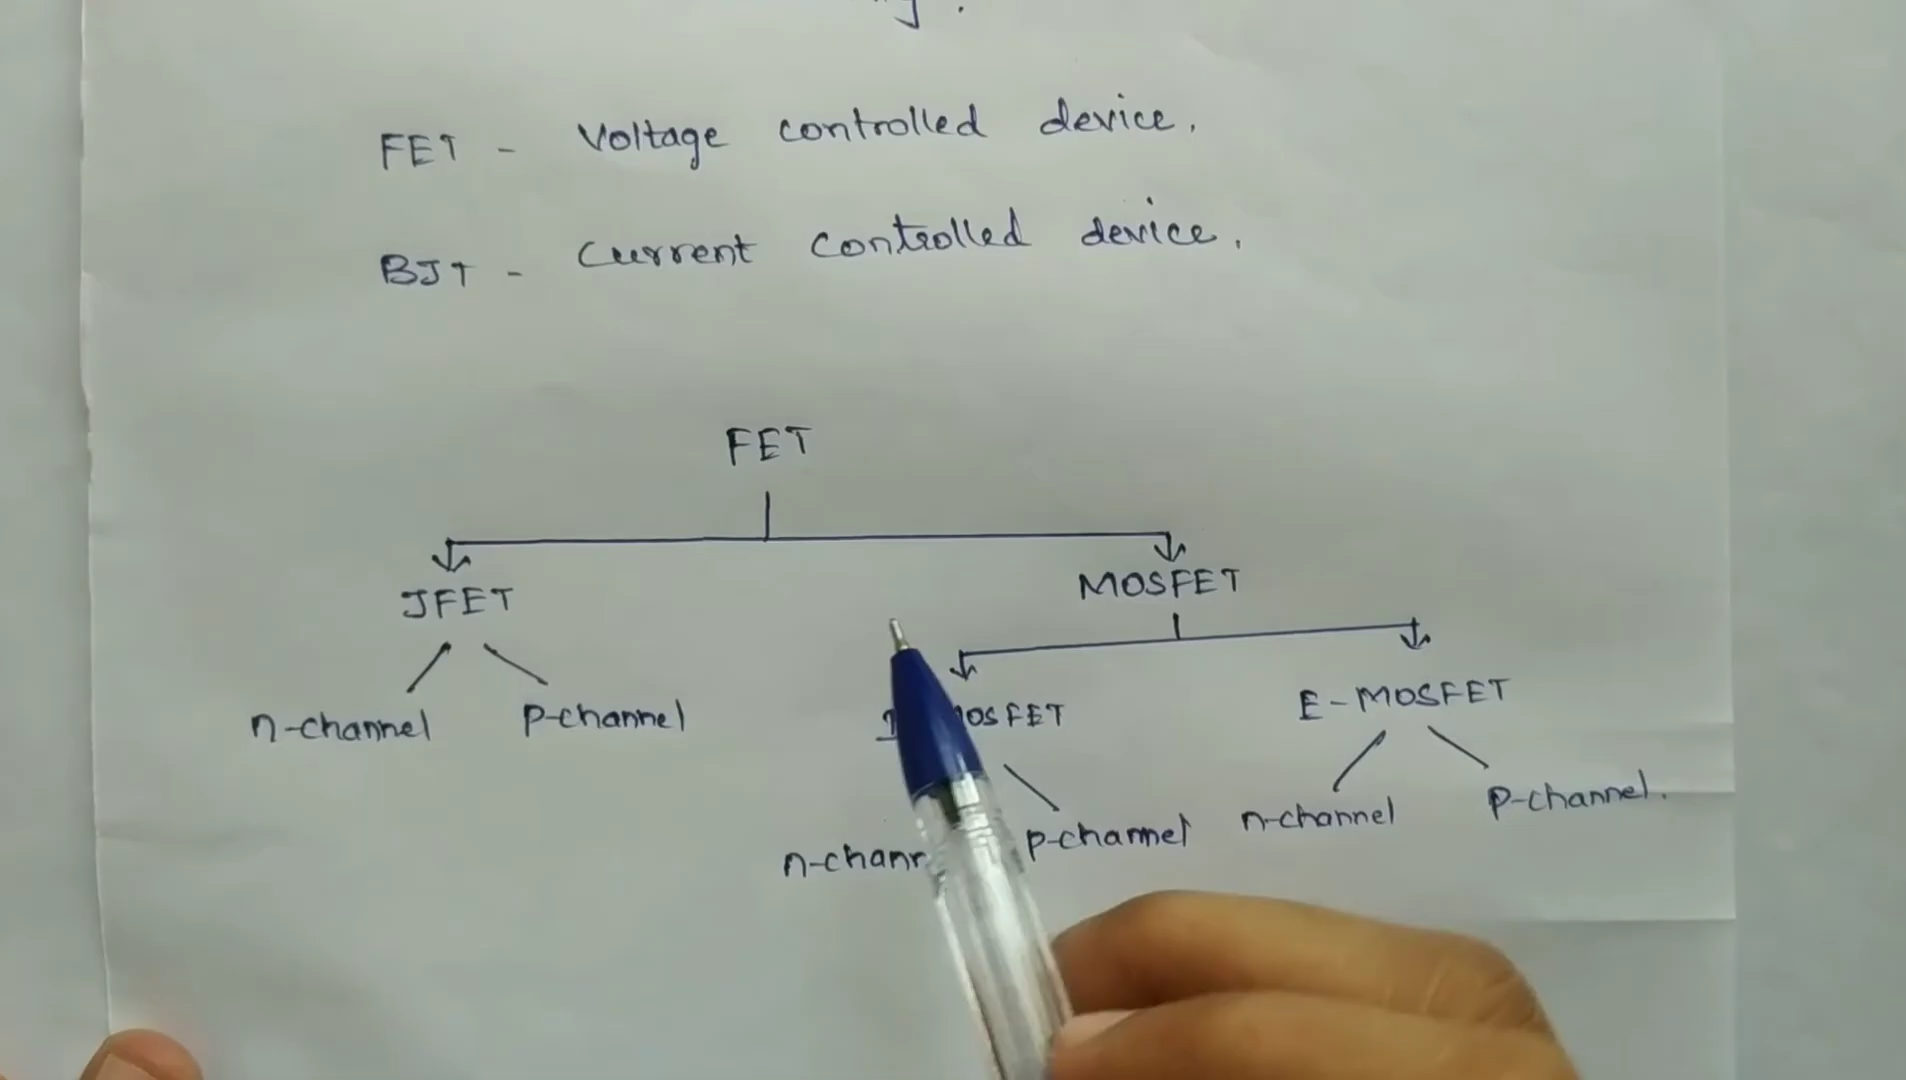 FET - Voltage controlled device.
BJT - Current controlled device.
FET
JFET MOSFET
n-channel p-channel
E-MOSFET
p-channel n-channel p-channel.